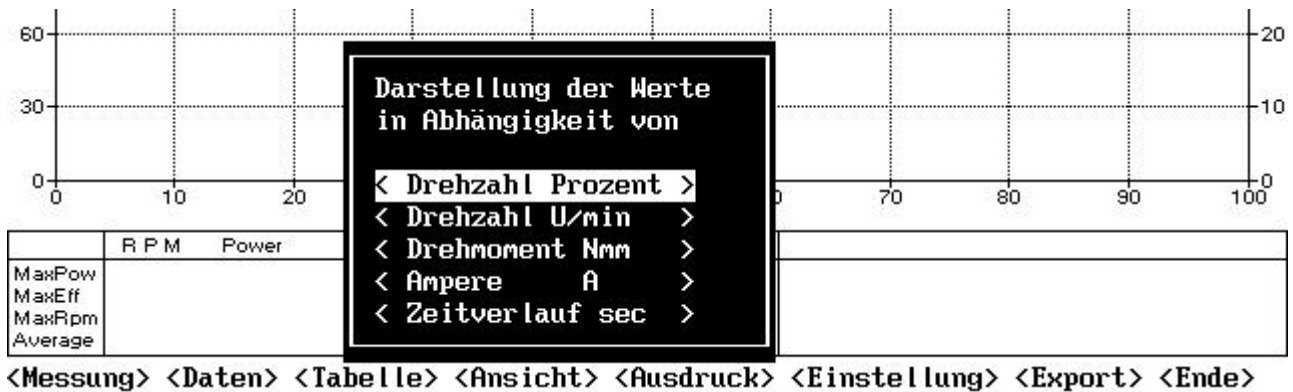 60
20
Darstellung der Werte
in Abhängigkeit von
30
10
< Drehzahl Prozent >
0 0
0 10 20 70 80 90 100
< Drehzahl U/min >
RPM Power
< Drehmoment Nmm >
MaxPow
< Ampere A >
MaxEff
MaxRpm
< Zeitverlauf sec >
Average
<Messung> <Daten> <Tabelle> <Ansicht> <Ausdruck> <Einstellung> <Export> <Ende>